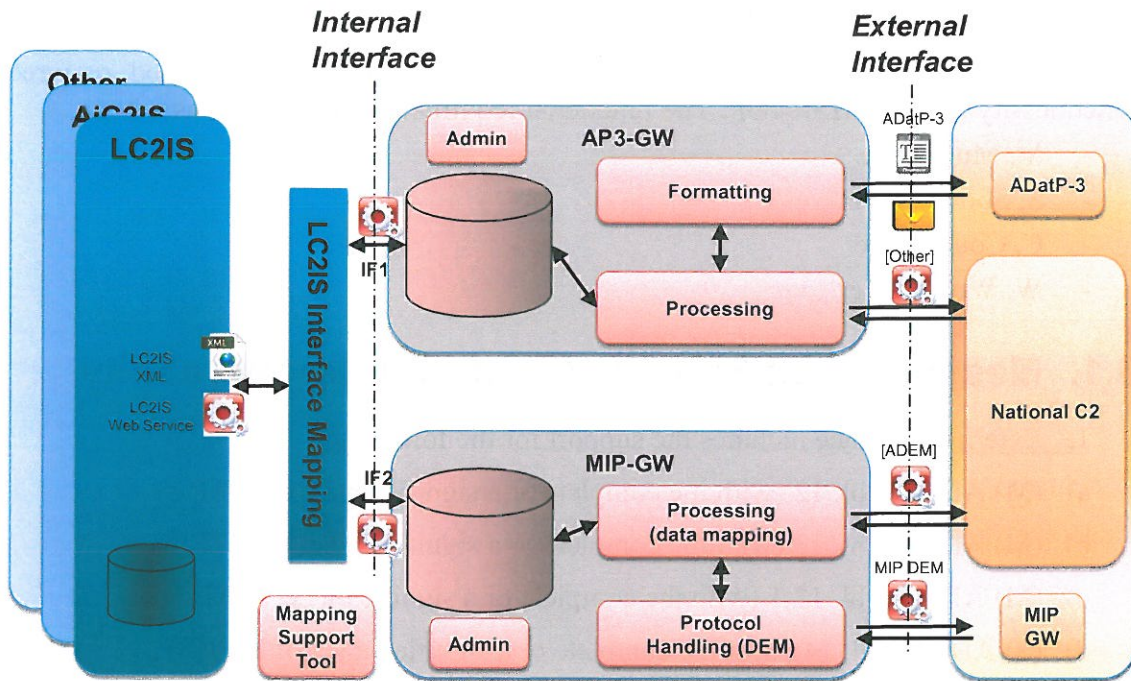 Internal
Interface
External
Interface
Other
AiC2IS
LC2IS
LC2IS
XML
XML
LC2IS
Web Service
LC2IS Interface Mapping
IF1
IF2
Admin
AP3-GW
Formatting
Processing
ADatP-3
[Other]
ADatP-3
National C2
MIP-GW
Processing
(data mapping)
Protocol
Handling (DEM)
Admin
Mapping
Support
Tool
[ADEM]
MIP DEM
MIP
GW